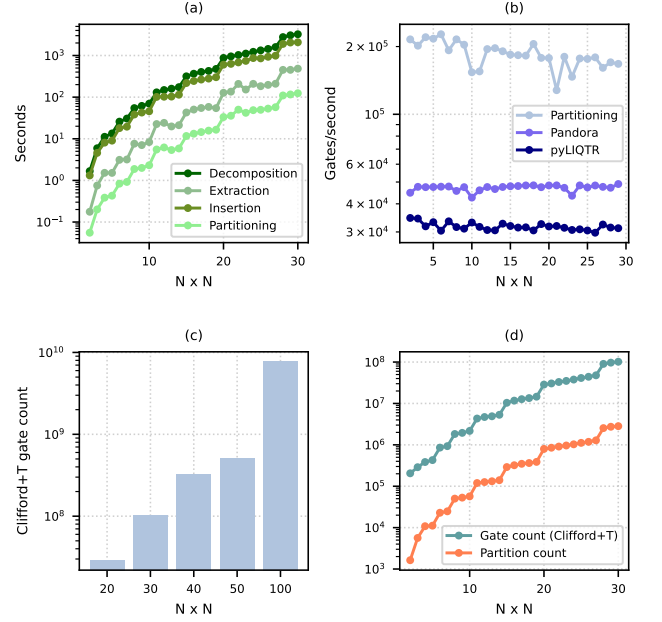 (a)
Seconds
10³
10²
10¹
10⁰
10⁻¹
Decomposition
Extraction
Insertion
Partitioning
10
20
30
N x N
(b)
Gates/second
2 × 10⁵
10⁵
6 × 10⁴
4 × 10⁴
3 × 10⁴
Partitioning
Pandora
pyLIQTR
5
10
15
20
25
30
N x N
(c)
Clifford+T gate count
10¹⁰
10⁹
10⁸
20
30
40
50
100
N x N
(d)
10⁸
10⁷
10⁶
10⁵
10⁴
10³
Gate count (Clifford+T)
Partition count
10
20
30
N x N